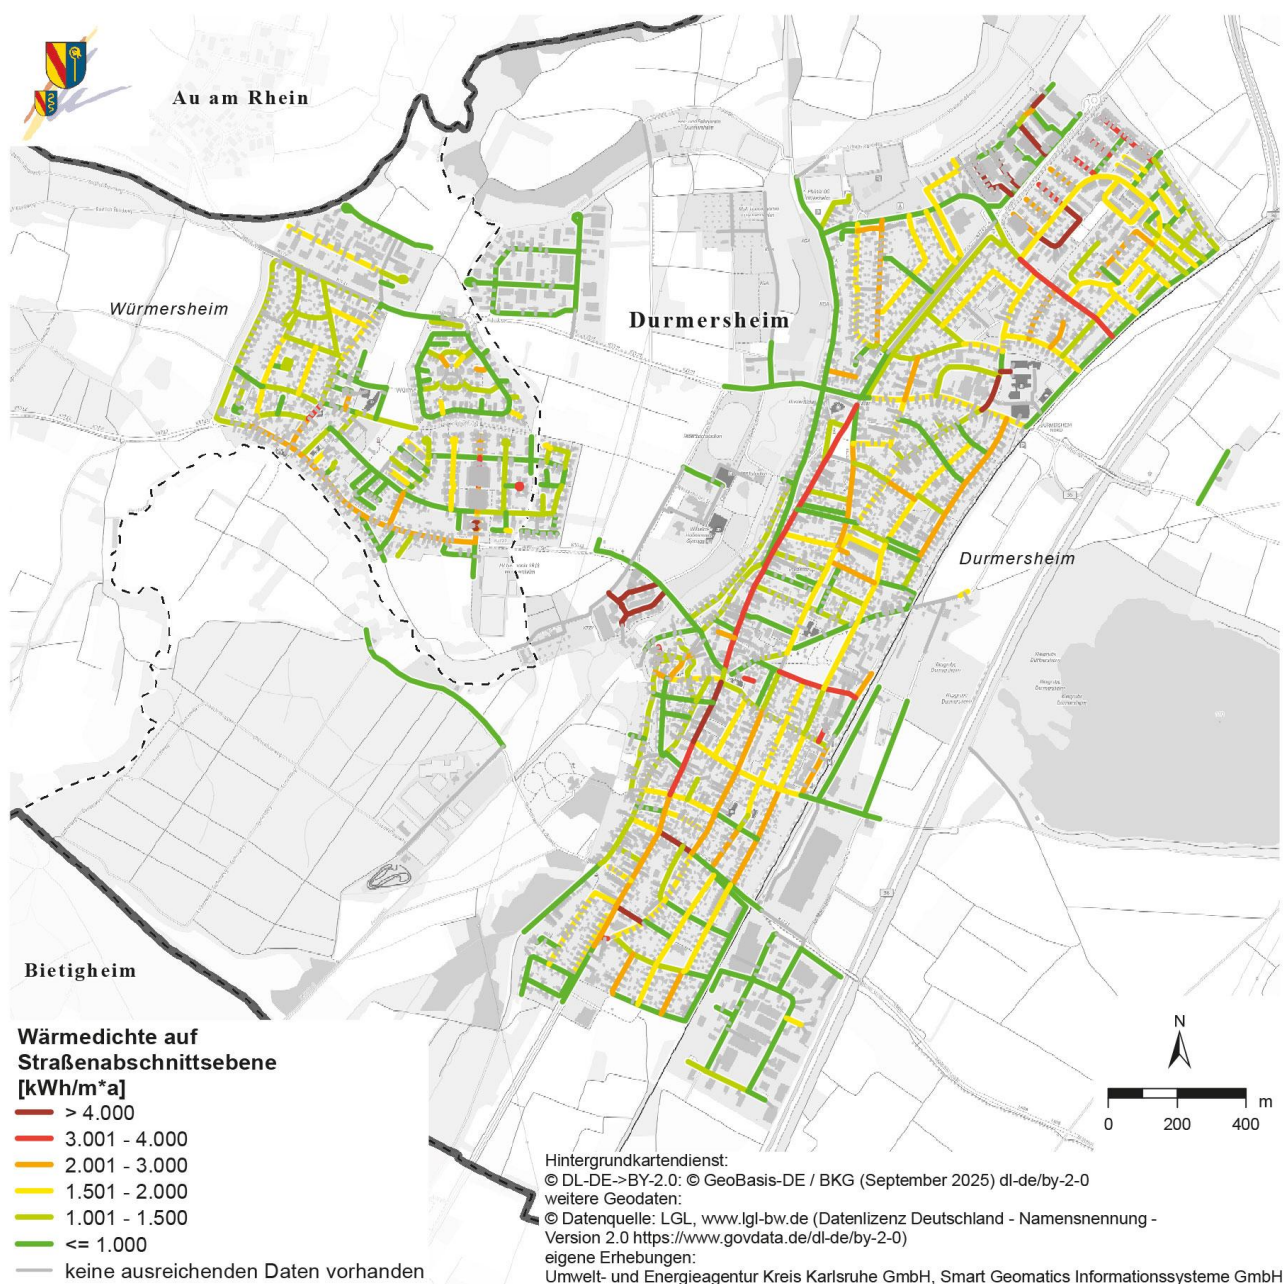 Au am Rhein
Würmersheim
Durmersheim
Durmersheim
Bietigheim
Wärmedichte auf
Straßenabschnittsebene
[kWh/m*a]
> 4.000
3.001 - 4.000
2.001 - 3.000
1.501 - 2.000
1.001 - 1.500
<= 1.000
keine ausreichenden Daten vorhanden
N
m
0 200 400
Hintergrundkartendienst:
© DL-DE->BY-2.0: © GeoBasis-DE / BKG (September 2025) dl-de/by-2-0
weitere Geodaten:
© Datenquelle: LGL, www.lgl-bw.de (Datenlizenz Deutschland - Namensnennung -
Version 2.0 https://www.govdata.de/dl-de/by-2-0)
eigene Erhebungen:
Umwelt- und Energieagentur Kreis Karlsruhe GmbH, Smart Geomatics Informationssysteme GmbH